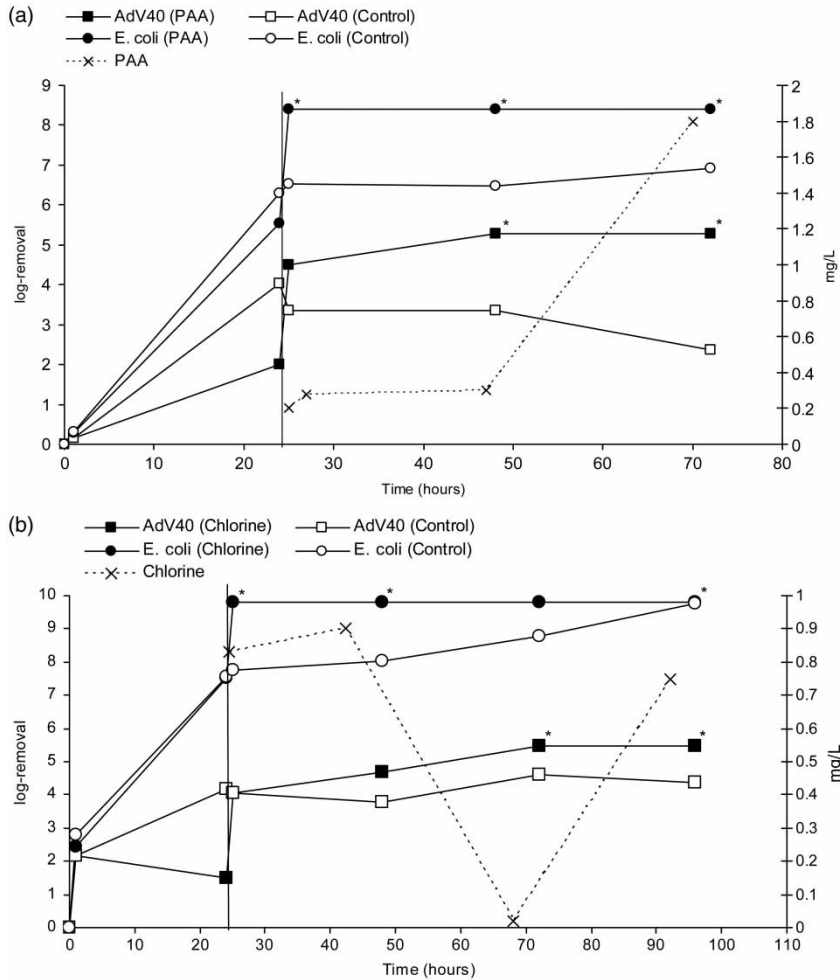 (a)
AdV40 (PAA) AdV40 (Control)
E. coli (PAA) E. coli (Control)
PAA
9 2
8 1.8
7 1.6
6 1.4
5 1.2
4 1
3 0.8
2 0.6
1 0.4
0 0.2
0
log-removal
mg/L
* * *
* *
0 10 20 30 40 50 60 70 80
Time (hours)
(b)
AdV40 (Chlorine) AdV40 (Control)
E. coli (Chlorine) E. coli (Control)
Chlorine
10 1
9 0.9
8 0.8
7 0.7
6 0.6
5 0.5
4 0.4
3 0.3
2 0.2
1 0.1
0 0
log-removal
mg/L
* * *
* *
0 10 20 30 40 50 60 70 80 90 100 110
Time (hours)